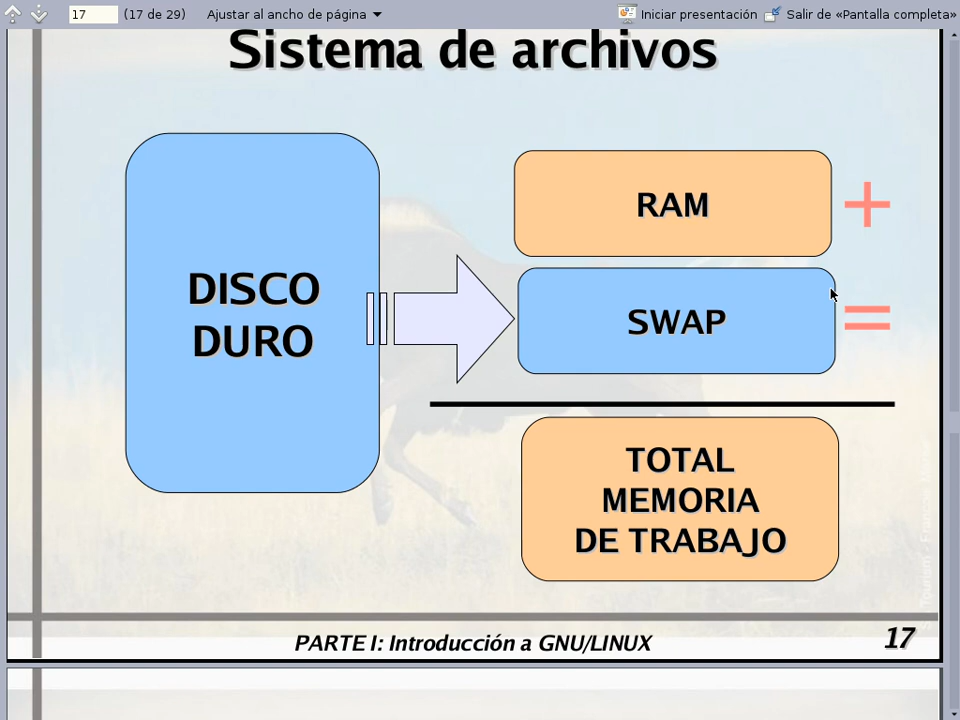 17 (17 de 29) Ajustar al ancho de página Iniciar presentación Salir de «Pantalla completa»
Sistema de archivos
DISCO
DURO
RAM
+
SWAP
=
TOTAL
MEMORIA
DE TRABAJO
PARTE I: Introducción a GNU/LINUX
17